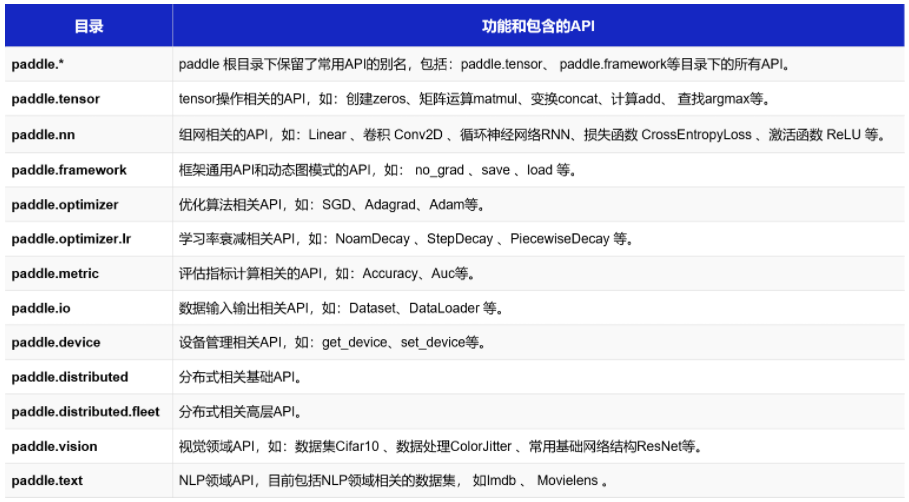 目录 功能和包含的API
paddle.* paddle 根目录下保留了常用API的别名，包括：paddle.tensor、 paddle.framework等目录下的所有API。
paddle.tensor tensor操作相关的API，如：创建zeros、矩阵运算matmul、变换concat、计算add、 查找argmax等。
paddle.nn 组网相关的API，如：Linear 、卷积 Conv2D 、循环神经网络RNN、损失函数 CrossEntropyLoss 、激活函数 ReLU 等。
paddle.framework 框架通用API和动态图模式的API，如： no_grad 、save 、load 等。
paddle.optimizer 优化算法相关API，如：SGD、Adagrad、Adam等。
paddle.optimizer.lr 学习率衰减相关API，如：NoamDecay 、StepDecay 、PiecewiseDecay 等。
paddle.metric 评估指标计算相关的API，如：Accuracy、Auc等。
paddle.io 数据输入输出相关API，如：Dataset、DataLoader 等。
paddle.device 设备管理相关API，如：get_device、set_device等。
paddle.distributed 分布式相关基础API。
paddle.distributed.fleet 分布式相关高层API。
paddle.vision 视觉领域API，如：数据集Cifar10 、数据处理ColorJitter 、常用基础网络结构ResNet等。
paddle.text NLP领域API，目前包括NLP领域相关的数据集， 如Imdb 、 Movielens 。